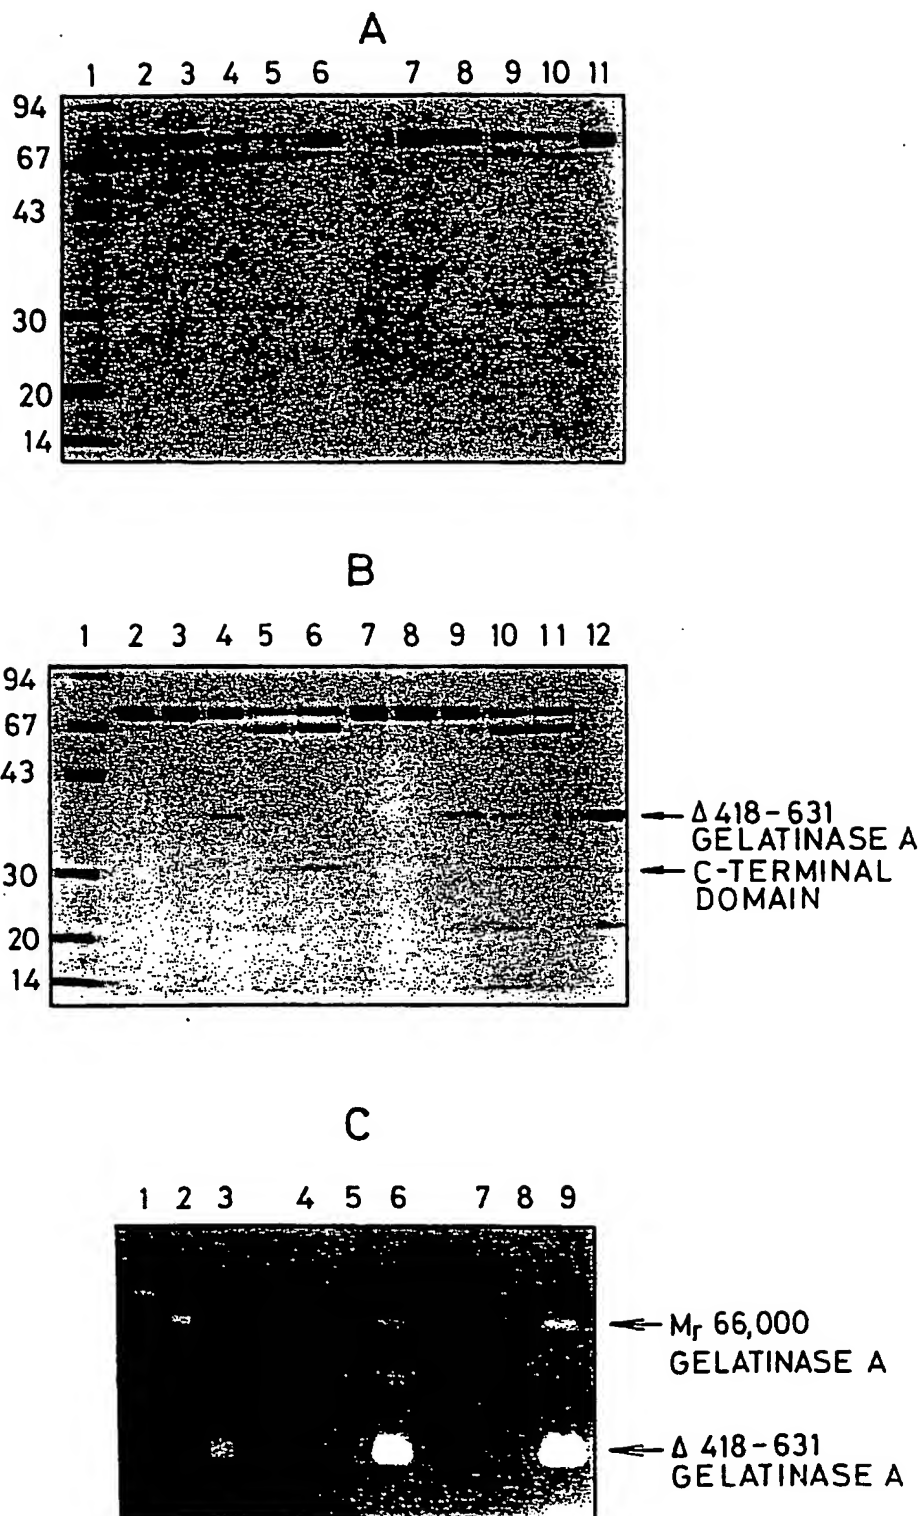 A
1 2 3 4 5 6 7 8 9 10 11
94
67
43
30
20
14
B
1 2 3 4 5 6 7 8 9 10 11 12
94
67
43
30
20
14
Δ 418-631
GELATINASE A
C-TERMINAL
DOMAIN
C
1 2 3 4 5 6 7 8 9
Mr 66,000
GELATINASE A
Δ 418-631
GELATINASE A